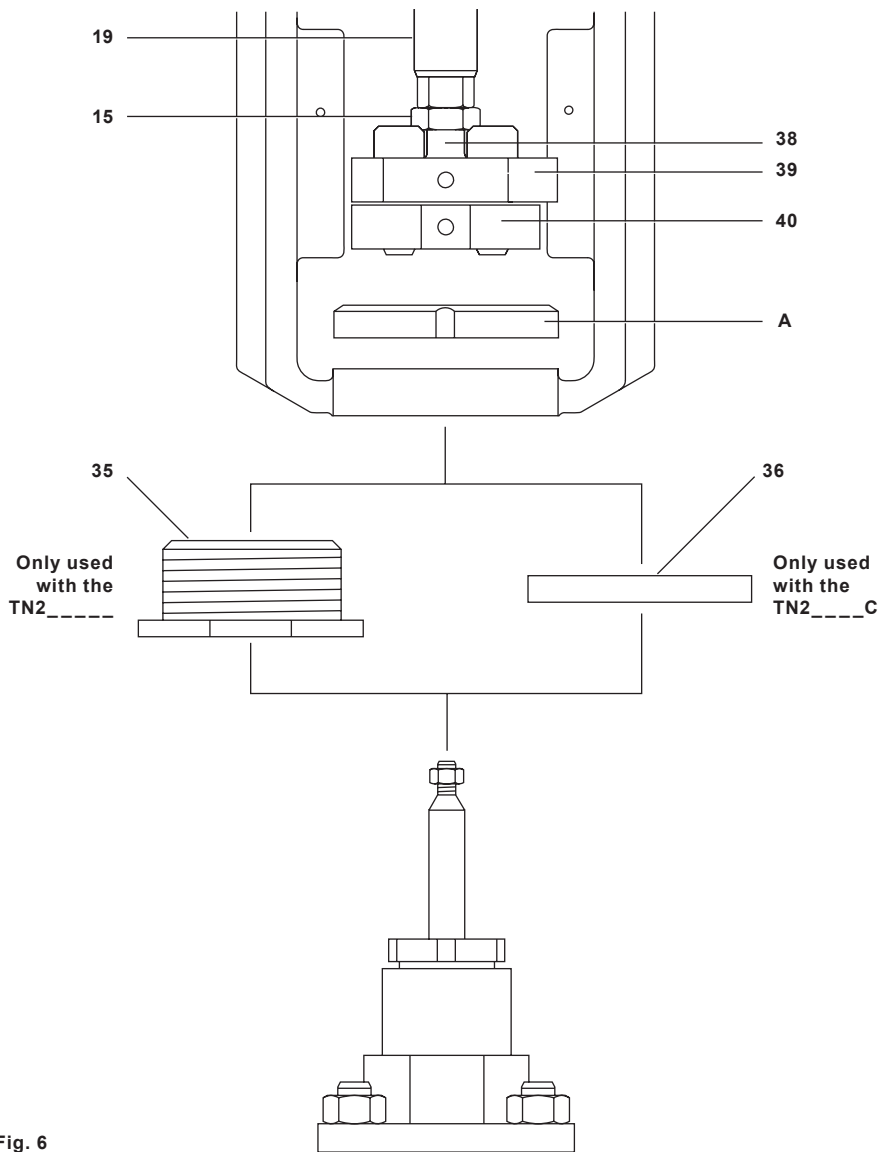 19
15
38
39
40
A
35
36
Only used
with the
TN2_____
Only used
with the
TN2____C
Fig. 6